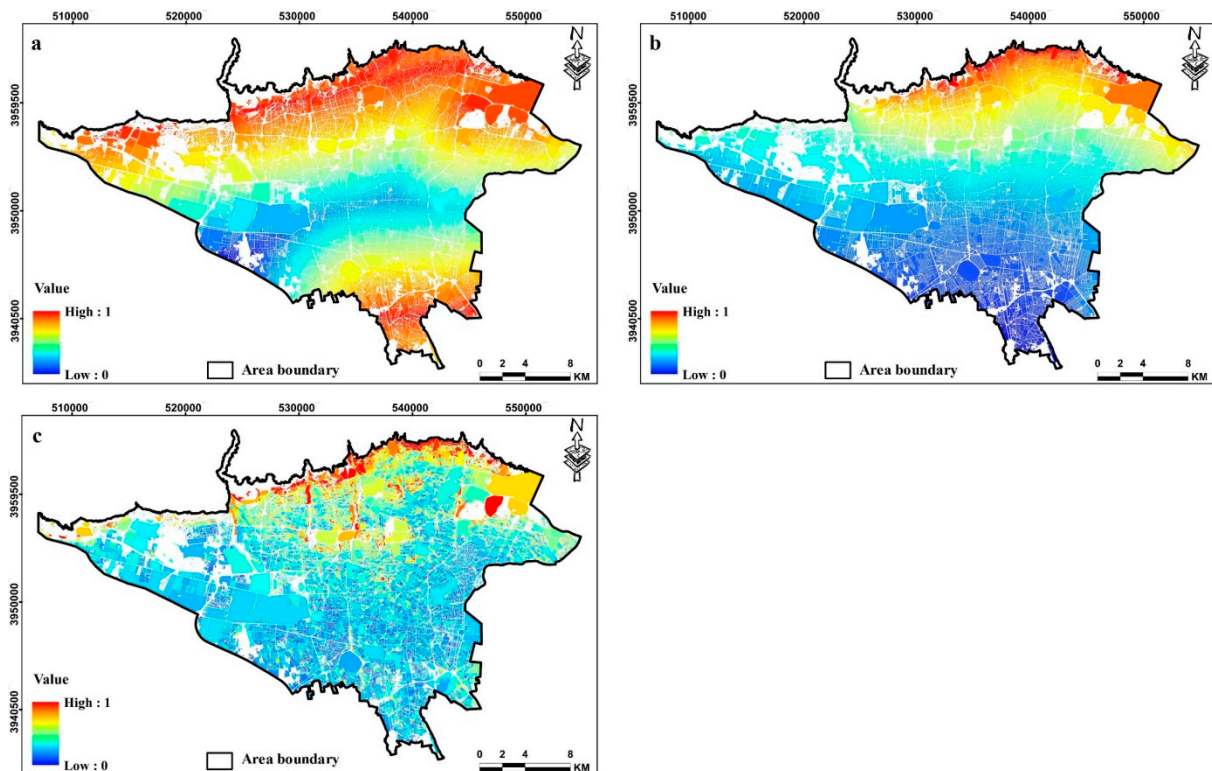 510000 520000 530000 540000 550000
a
N
3959500
3950000
3940500
Value
High : 1
Low : 0
Area boundary
0 2 4 8
KM
510000 520000 530000 540000 550000
b
N
3959500
3950000
3940500
Value
High : 1
Low : 0
Area boundary
0 2 4 8
KM
510000 520000 530000 540000 550000
c
N
3959500
3950000
3940500
Value
High : 1
Low : 0
Area boundary
0 2 4 8
KM